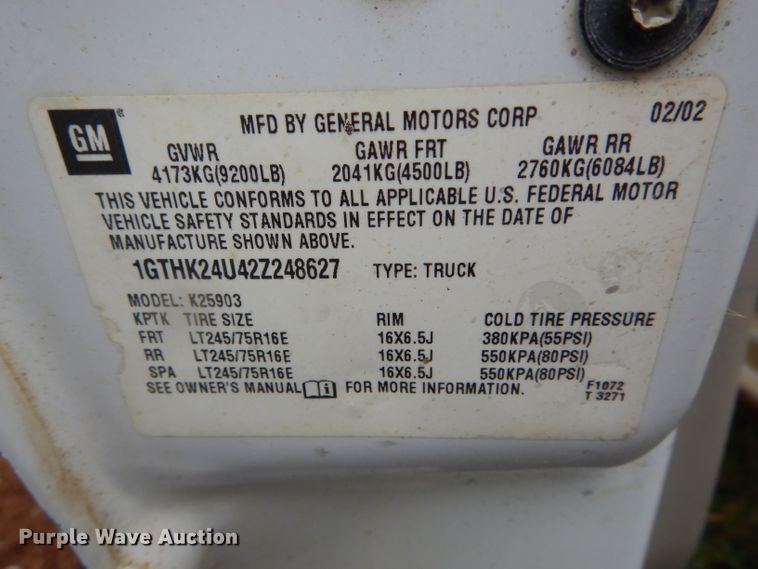 GM®
MFD BY GENERAL MOTORS CORP 02/02
GVWR GAWR FRT GAWR RR
4173KG(9200LB) 2041KG(4500LB) 2760KG(6084LB)
THIS VEHICLE CONFORMS TO ALL APPLICABLE U.S. FEDERAL MOTOR
VEHICLE SAFETY STANDARDS IN EFFECT ON THE DATE OF
MANUFACTURE SHOWN ABOVE.
1GTHK24U42Z248627 TYPE: TRUCK
MODEL: K25903
KPTK TIRE SIZE RIM COLD TIRE PRESSURE
FRT LT245/75R16E 16X6.5J 380KPA(55PSI)
RR LT245/75R16E 16X6.5J 550KPA(80PSI)
SPA LT245/75R16E 16X6.5J 550KPA(80PSI)
SEE OWNER'S MANUAL i FOR MORE INFORMATION.
F1072
T 3271
Purple Wave Auction